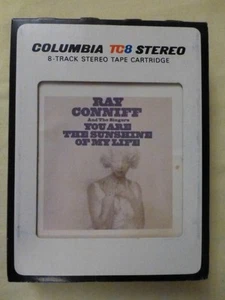 COLUMBIA TC8 STEREO
8-TRACK STEREO TAPE CARTRIDGE
RAY
CONNIFF
And The Singers
YOU ARE
THE SUNSHINE
OF MY LIFE